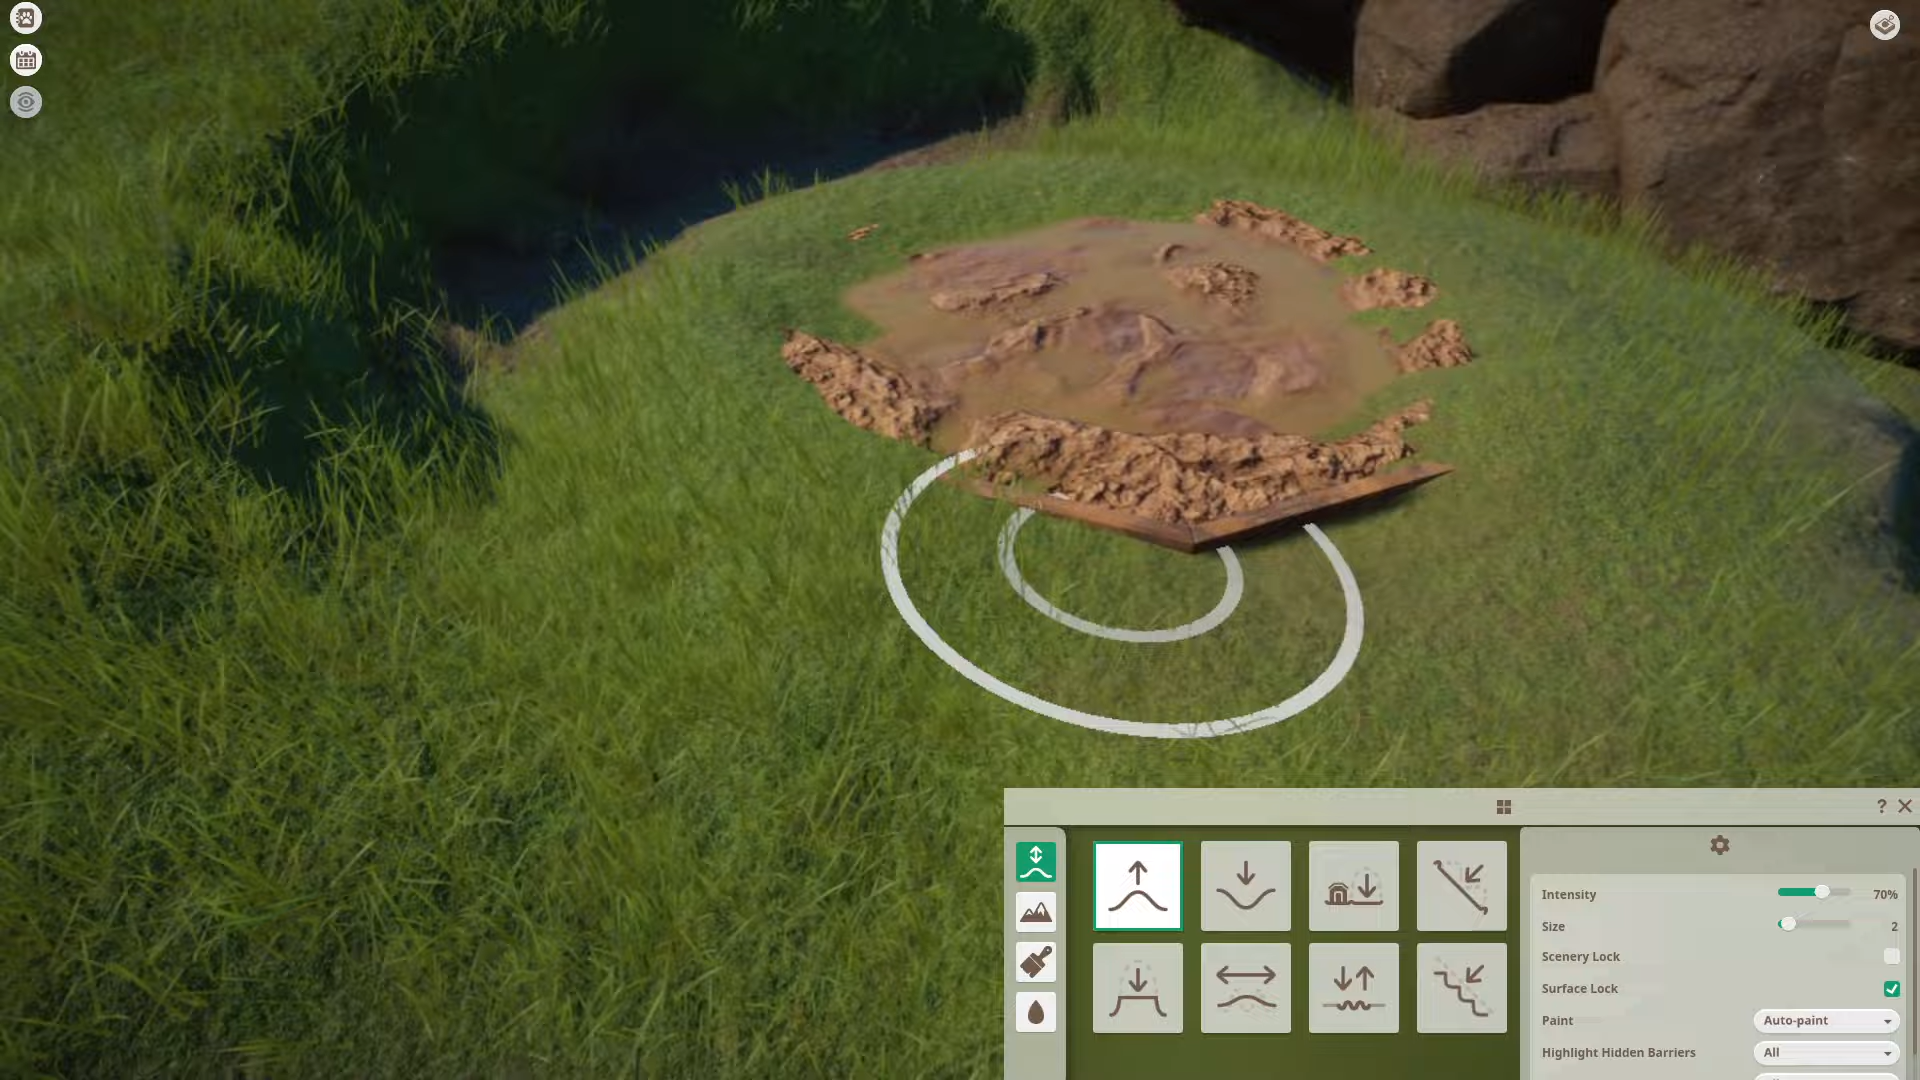 ?
Intensity 70%
Size 2
Scenery Lock
Surface Lock
Paint Auto-paint
Highlight Hidden Barriers All